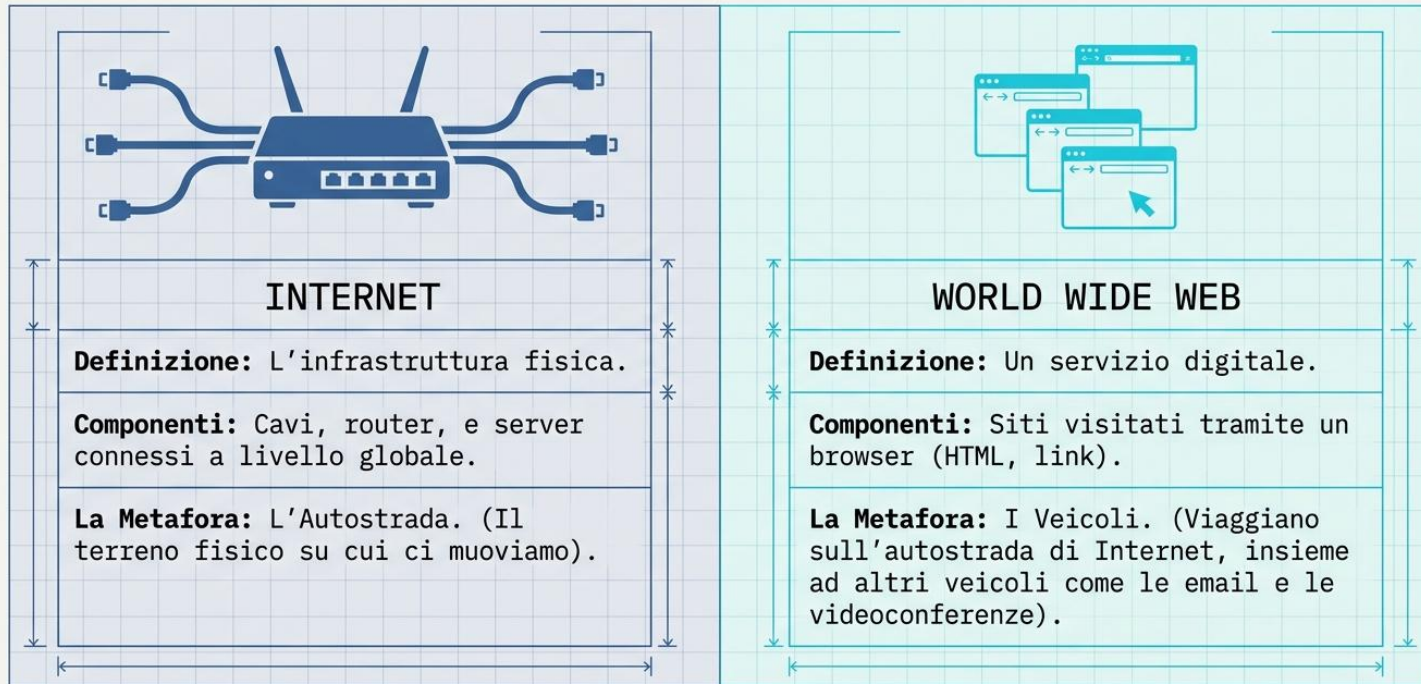 INTERNET
Definizione: L'infrastruttura fisica.
Componenti: Cavi, router, e server
connessi a livello globale.
La Metafora: L'Autostrada. (Il
terreno fisico su cui ci muoviamo).
WORLD WIDE WEB
Definizione: Un servizio digitale.
Componenti: Siti visitati tramite un
browser (HTML, link).
La Metafora: I Veicoli. (Viaggiano
sull'autostrada di Internet, insieme
ad altri veicoli come le email e le
videoconferenze).